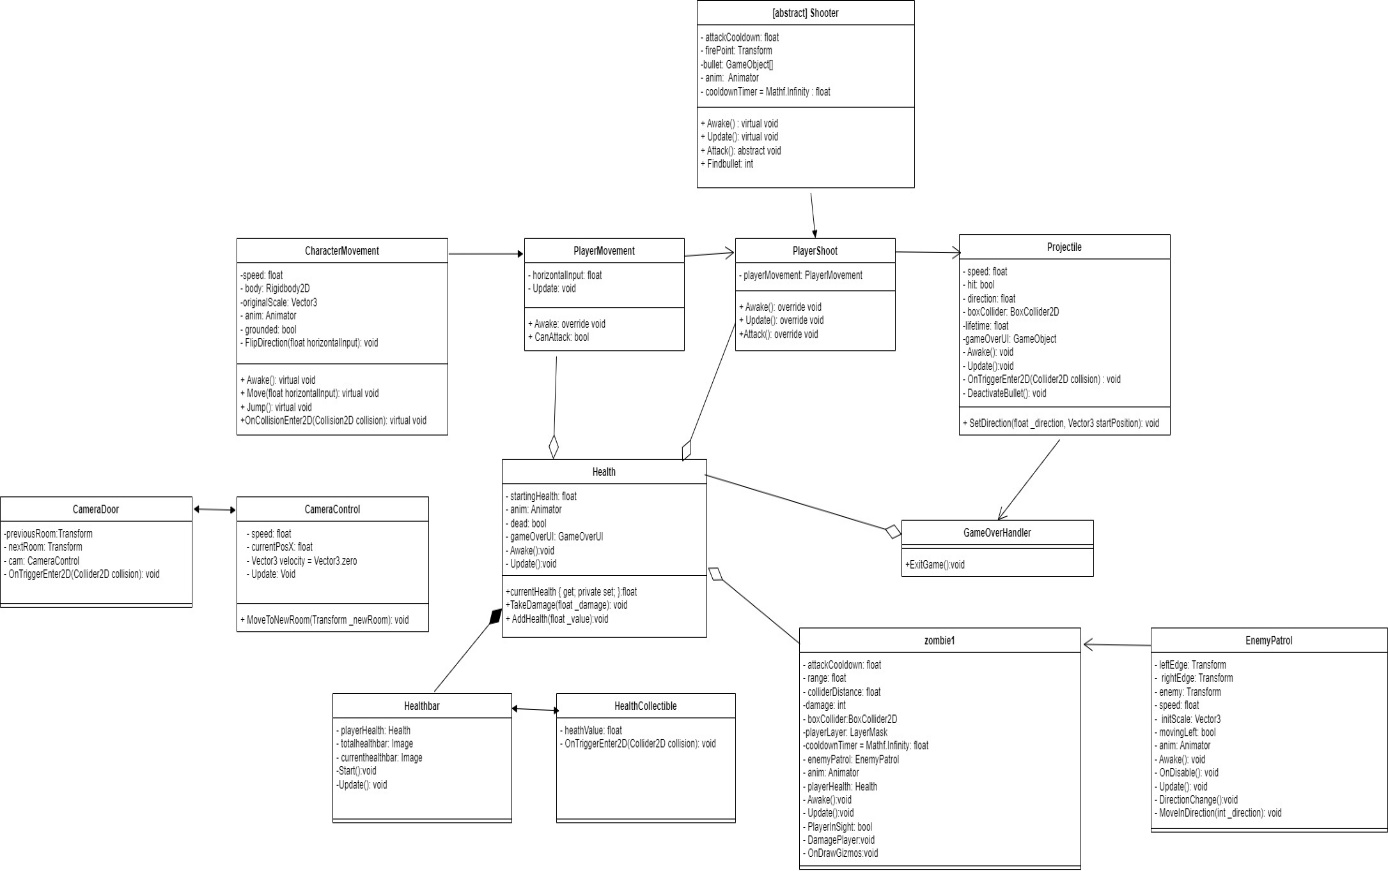 [abstract] Shooter
- attackCooldown: float
- firePoint: Transform
-bullet: GameObject[]
- anim: Animator
- cooldownTimer = Mathf.Infinity : float
+ Awake() : virtual void
+ Update(): virtual void
+ Attack(): abstract void
+ Findbullet: int
CharacterMovement
-speed: float
- body: Rigidbody2D
-originalScale: Vector3
- anim: Animator
- grounded: bool
- FlipDirection(float horizontalInput): void
+ Awake(): virtual void
+ Move(float horizontalInput): virtual void
+ Jump(): virtual void
+OnCollisionEnter2D(Collision2D collision): virtual void
PlayerMovement
- horizontalInput: float
- Update: void
+ Awake: override void
+ CanAttack: bool
PlayerShoot
- playerMovement: PlayerMovement
+ Awake(): override void
+ Update(): override void
+Attack(): override void
Projectile
- speed: float
- hit: bool
- direction: float
- boxCollider: BoxCollider2D
-lifetime: float
-gameOverUI: GameObject
- Awake(): void
- Update():void
- OnTriggerEnter2D(Collider2D collision) : void
- DeactivateBullet(): void
+ SetDirection(float _direction, Vector3 startPosition): void
CameraDoor
-previousRoom:Transform
- nextRoom: Transform
- cam: CameraControl
- OnTriggerEnter2D(Collider2D collision): void
CameraControl
- speed: float
- currentPosX: float
- Vector3 velocity = Vector3 zero
- Update: Void
+ MoveToNewRoom(Transform _newRoom): void
Health
- startingHealth: float
- anim: Animator
- dead: bool
- gameOverUI: GameOverUI
- Awake():void
- Update():void
+currentHealth { get; private set; }:float
+TakeDamage(float _damage): void
+ AddHealth(float _value):void
GameOverHandler
+ExitGame():void
Healthbar
- playerHealth: Health
- totalhealthbar: Image
- currenthealthbar: Image
-Start():void
-Update(): void
HealthCollectible
- heathValue: float
- OnTriggerEnter2D(Collider2D collision): void
zombie1
- attackCooldown: float
- range: float
- colliderDistance: float
-damage: int
- boxCollider:BoxCollider2D
-playerLayer: LayerMask
-cooldownTimer = Mathf.Infinity: float
- enemyPatrol: EnemyPatrol
- anim: Animator
- playerHealth: Health
- Awake():void
- Update():void
- PlayerInSight: bool
- DamagePlayer:void
- OnDrawGizmos:void
EnemyPatrol
- leftEdge: Transform
- rightEdge: Transform
- enemy: Transform
- speed: float
- initScale: Vector3
- movingLeft: bool
- anim: Animator
- Awake(): void
- OnDisable(): void
- Update(): void
- DirectionChange():void
- MoveInDirection(int _direction): void